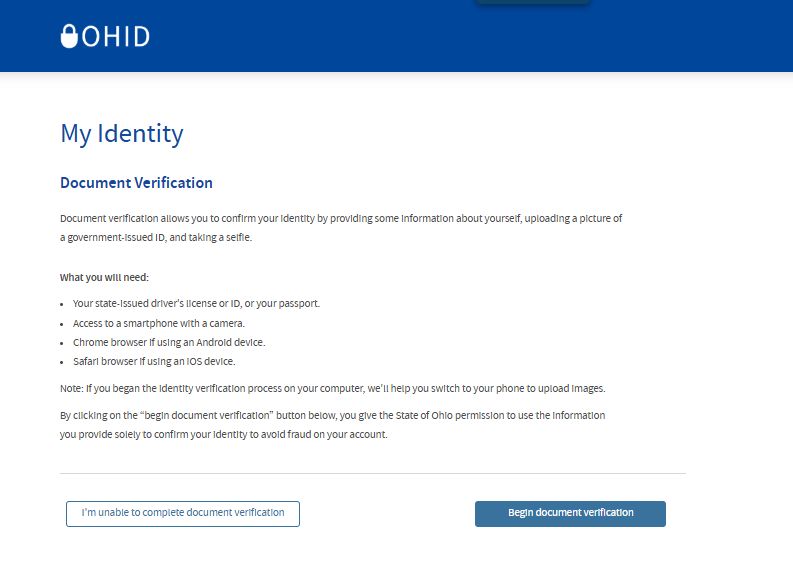 OHID
My Identity
Document Verification
Document verification allows you to confirm your identity by providing some information about yourself, uploading a picture of
a government-issued ID, and taking a selfie.
What you will need:
• Your state-issued driver's license or ID, or your passport.
• Access to a smartphone with a camera.
• Chrome browser if using an Android device.
• Safari browser if using an iOS device.
Note: If you began the identity verification process on your computer, we'll help you switch to your phone to upload images.
By clicking on the “begin document verification” button below, you give the State of Ohio permission to use the information
you provide solely to confirm your identity to avoid fraud on your account.
I'm unable to complete document verification
Begin document verification